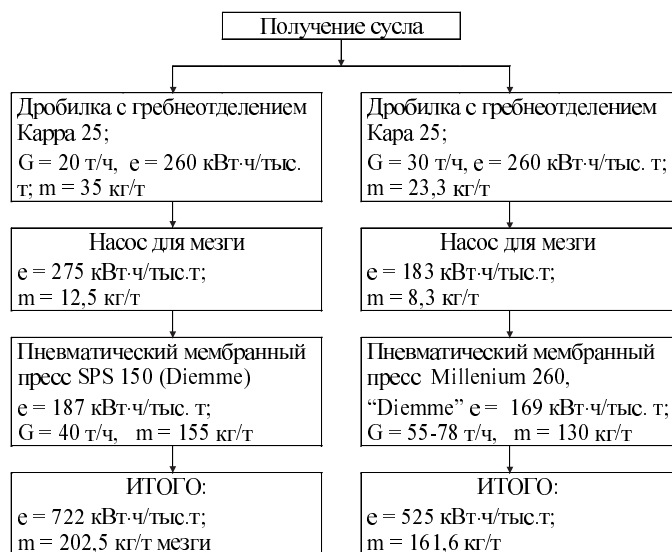 Получение сусла
Дробилка с гребнеотделением
Карра 25;
G = 20 т/ч, е = 260 кВт·ч/тыс.
т; m = 35 кг/т
Насос для мезги
е = 275 кВт·ч/тыс.т;
m = 12,5 кг/т
Пневматический мембранный
пресс SPS 150 (Diemme)
е = 187 кВт·ч/тыс. т;
G = 40 т/ч, m = 155 кг/т
ИТОГО:
е = 722 кВт·ч/тыс.т;
m = 202,5 кг/т мезги
Дробилка с гребнеотделением
Кара 25;
G = 30 т/ч, е = 260 кВт·ч/тыс. т;
m = 23,3 кг/т
Насос для мезги
е = 183 кВт·ч/тыс.т;
m = 8,3 кг/т
Пневматический мембранный
пресс Millenium 260,
“Diemme” е = 169 кВт·ч/тыс. т;
G = 55-78 т/ч, m = 130 кг/т
ИТОГО:
е = 525 кВт·ч/тыс.т;
m = 161,6 кг/т